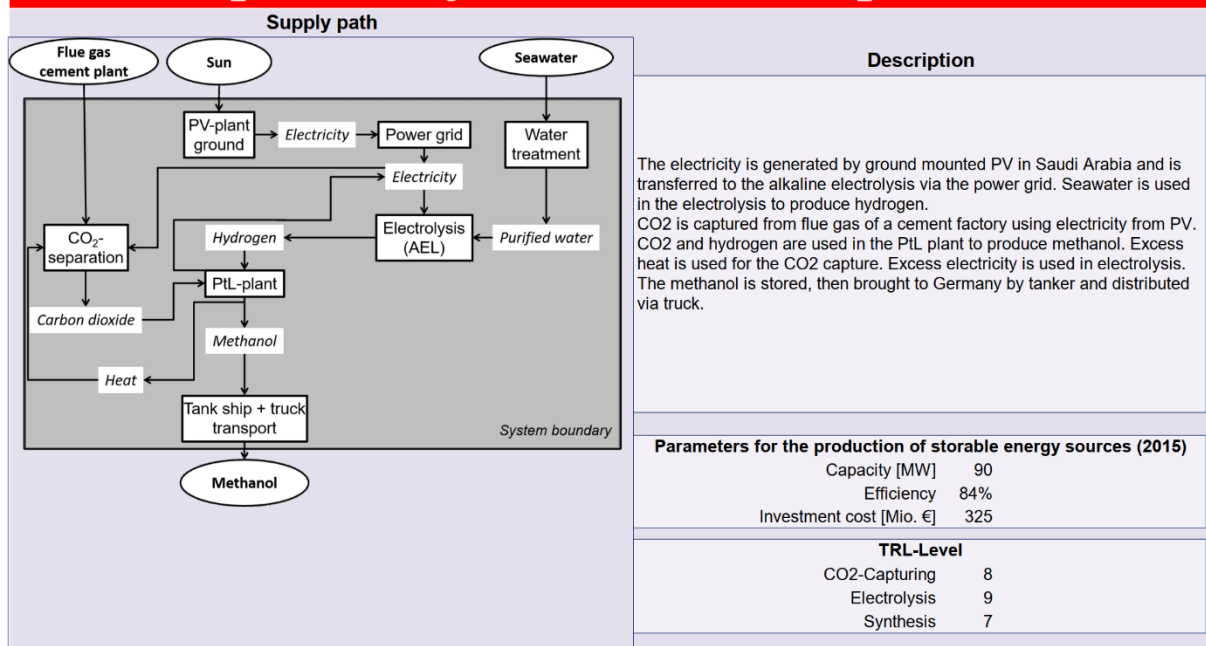 Supply path
Flue gas
cement plant
Sun
Seawater
PV-plant
ground
Electricity
Power grid
Water
treatment
Electricity
CO2-
separation
Hydrogen
Electrolysis
(AEL)
Purified water
PtL-plant
Carbon dioxide
Methanol
Heat
Tank ship + truck
transport
System boundary
Methanol
Description
The electricity is generated by ground mounted PV in Saudi Arabia and is
transferred to the alkaline electrolysis via the power grid. Seawater is used
in the electrolysis to produce hydrogen.
CO2 is captured from flue gas of a cement factory using electricity from PV.
CO2 and hydrogen are used in the PtL plant to produce methanol. Excess
heat is used for the CO2 capture. Excess electricity is used in electrolysis.
The methanol is stored, then brought to Germany by tanker and distributed
via truck.
Parameters for the production of storable energy sources (2015)
Capacity [MW] 90
Efficiency 84%
Investment cost [Mio. €] 325
TRL-Level
CO2-Capturing 8
Electrolysis 9
Synthesis 7